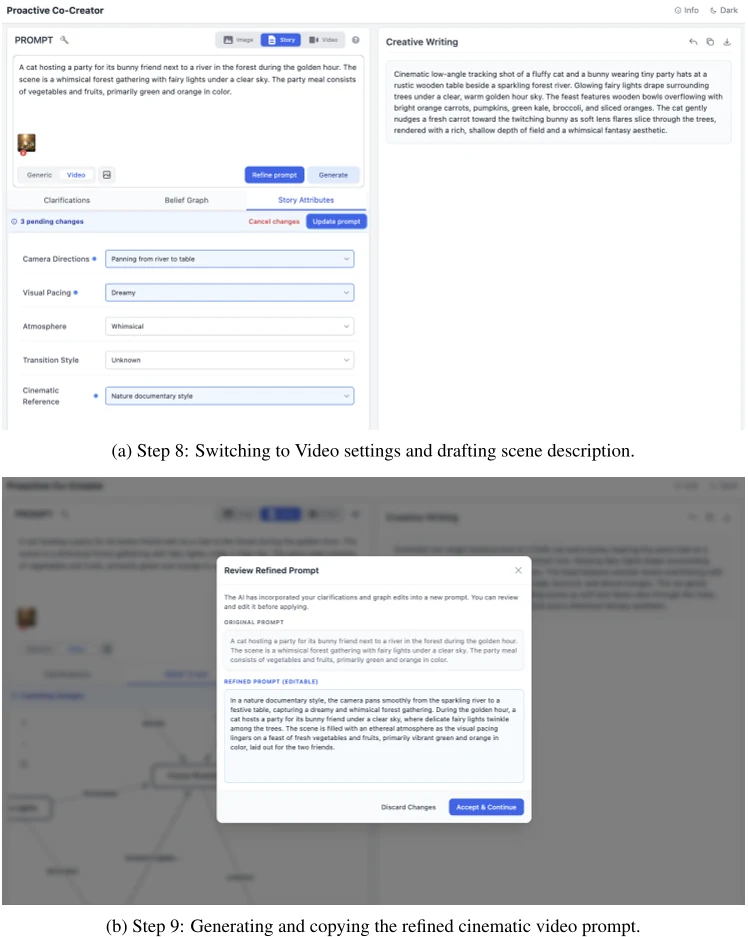 Proactive Co-Creator
Info
Dark
PROMPT
Image
Story
Video
A cat hosting a party for its bunny friend next to a river in the forest during the golden hour. The
scene is a whimsical forest gathering with fairy lights under a clear sky. The party meal consists
of vegetables and fruits, primarily green and orange in color.
Generic
Video
Refine prompt
Generate
Clarifications
Belief Graph
Story Attributes
3 pending changes
Cancel changes
Update prompt
Camera Directions
Panning from river to table
Visual Pacing
Dreamy
Atmosphere
Whimsical
Transition Style
Unknown
Cinematic
Reference
Nature documentary style
Creative Writing
Cinematic low-angle tracking shot of a fluffy cat and a bunny wearing tiny party hats at a
rustic wooden table beside a sparkling forest river. Glowing fairy lights drape surrounding
trees under a clear, warm golden hour sky. The feast features wooden bowls overflowing with
bright orange carrots, pumpkins, green kale, broccoli, and sliced oranges. The cat gently
nudges a fresh carrot toward the twitching bunny as soft lens flares slice through the trees,
rendered with a rich, shallow depth of field and a whimsical fantasy aesthetic.
(a) Step 8: Switching to Video settings and drafting scene description.
Proactive Co-Creator
PROMPT
Creative Writing
Review Refined Prompt
The AI has incorporated your clarifications and graph edits into a new prompt. You can review
and edit it before applying.
ORIGINAL PROMPT
A cat hosting a party for its bunny friend next to a river in the forest during the golden hour.
The scene is a whimsical forest gathering with fairy lights under a clear sky. The party meal
consists of vegetables and fruits, primarily green and orange in color.
REFINED PROMPT (EDITABLE)
In a nature documentary style, the camera pans smoothly from the sparkling river to a
festive table, capturing a dreamy and whimsical forest gathering. During the golden hour, a
cat hosts a party for its bunny friend under a clear sky, where delicate fairy lights twinkle
among the trees. The scene is filled with an ethereal atmosphere as the visual pacing
lingers on a feast of fresh vegetables and fruits, primarily vibrant green and orange in
color, laid out for the two friends.
Discard Changes
Accept & Continue
(b) Step 9: Generating and copying the refined cinematic video prompt.